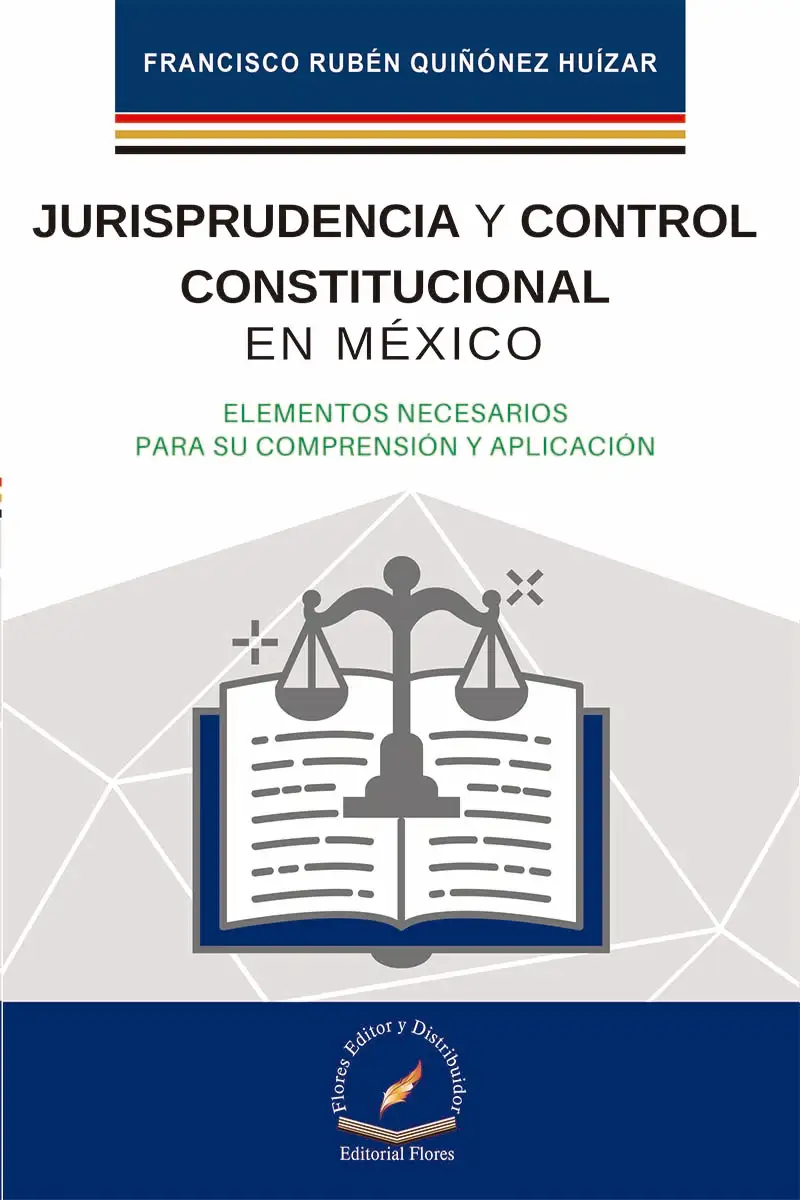 FRANCISCO RUBÉN QUIÑÓNEZ HUÍZAR
JURISPRUDENCIA Y CONTROL
CONSTITUCIONAL
EN MÉXICO
ELEMENTOS NECESARIOS
PARA SU COMPRENSIÓN Y APLICACIÓN
Flores Editor y Distribuidor
Editorial Flores